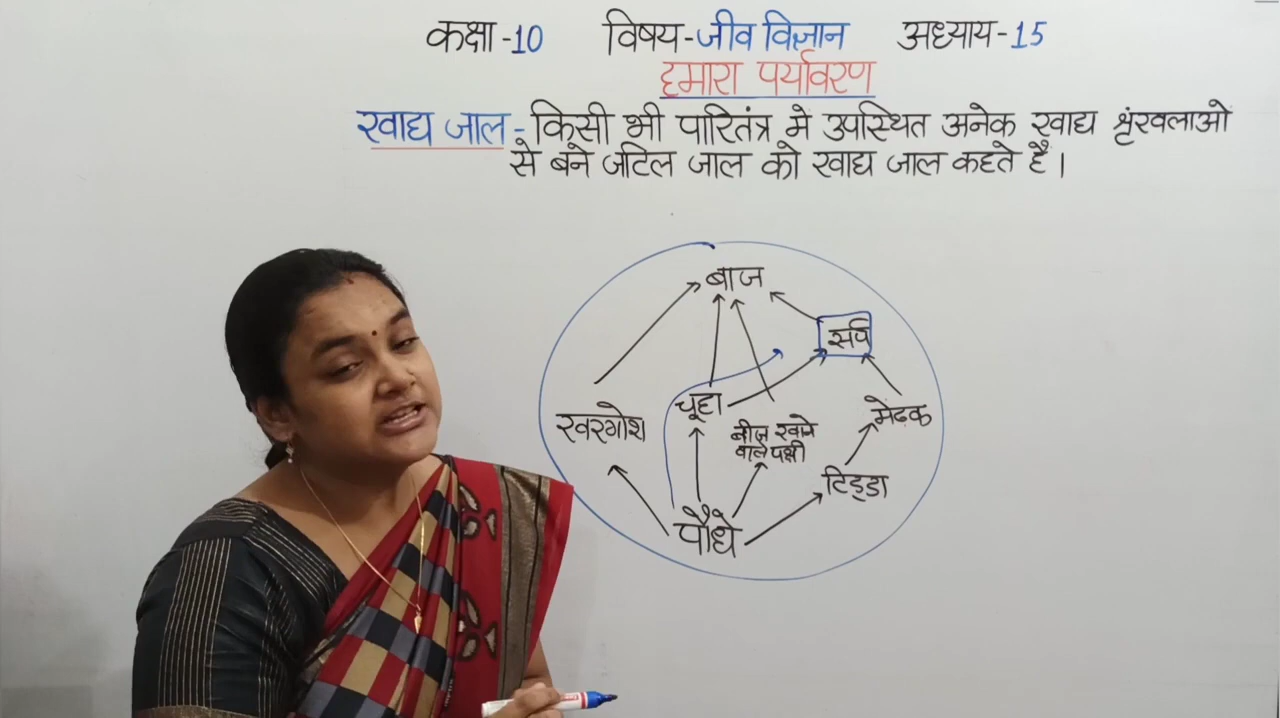 कक्षा -10 विषय-जीव विज्ञान अध्याय-15
हमारा पर्यावरण
खाद्य जाल - किसी भी पारितंत्र मे उपस्थित अनेक खाद्य श्रृंखलाओ
से बने जटिल जाल को खाद्य जाल कहते है।
बाज
सर्प
चूहा
मेढक
खरगोश
बीज खाने
वाले पक्षी
टिड्डा
पौधे